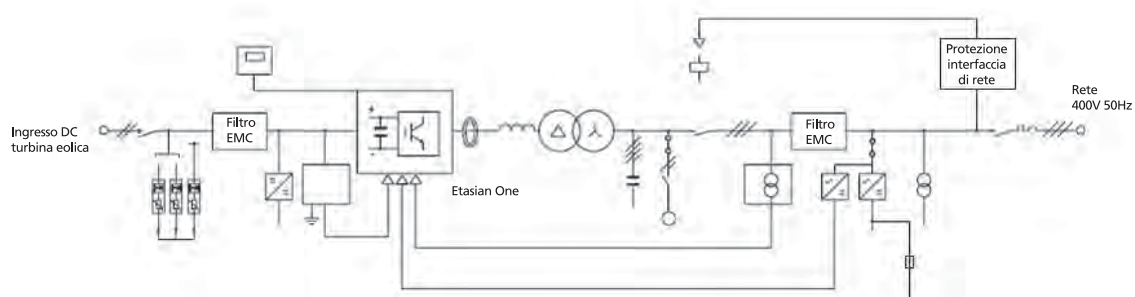 Protezione
interfaccia
di rete
Rete
400V 50Hz
Ingresso DC
turbina eolica
Filtro
EMC
Etasian One
Filtro
EMC